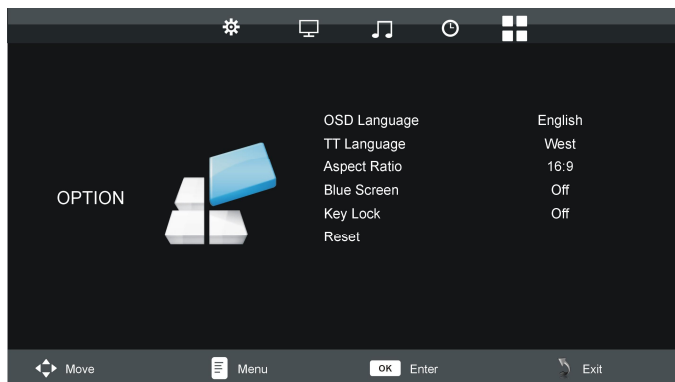 OPTION
OSD Language English
TT Language West
Aspect Ratio 16:9
Blue Screen Off
Key Lock Off
Reset
Move Menu OK Enter Exit